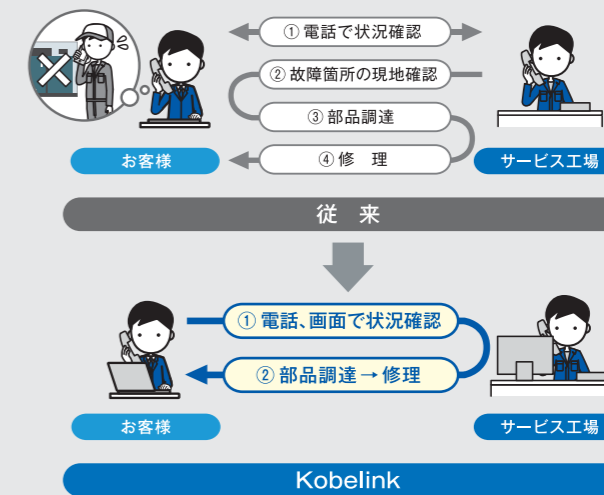 ①電話で状況確認
②故障箇所の現地確認
③部品調達
④修 理
お客様
サービス工場
従 来
①電話、画面で状況確認
②部品調達→修理
お客様
サービス工場
Kobelink